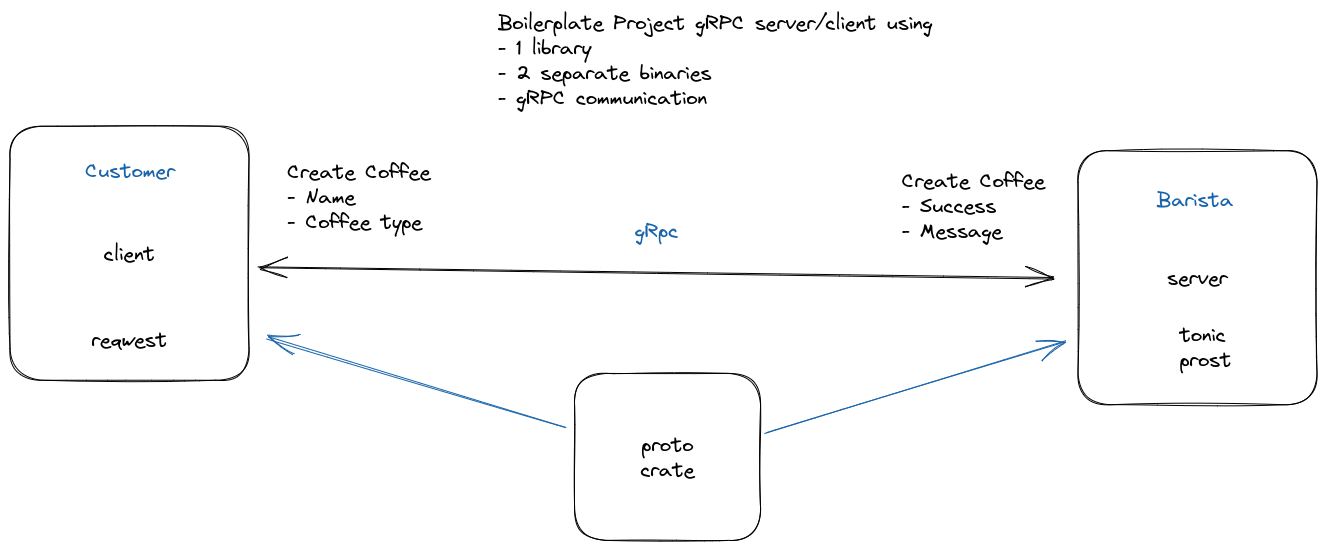 Boilerplate Project gRPC server/client using
- 1 library
- 2 separate binaries
- gRPC communication
Customer
client
reqwest
Create Coffee
- Name
- Coffee type
gRpc
Create Coffee
- Success
- Message
Barista
server
tonic
prost
proto
crate